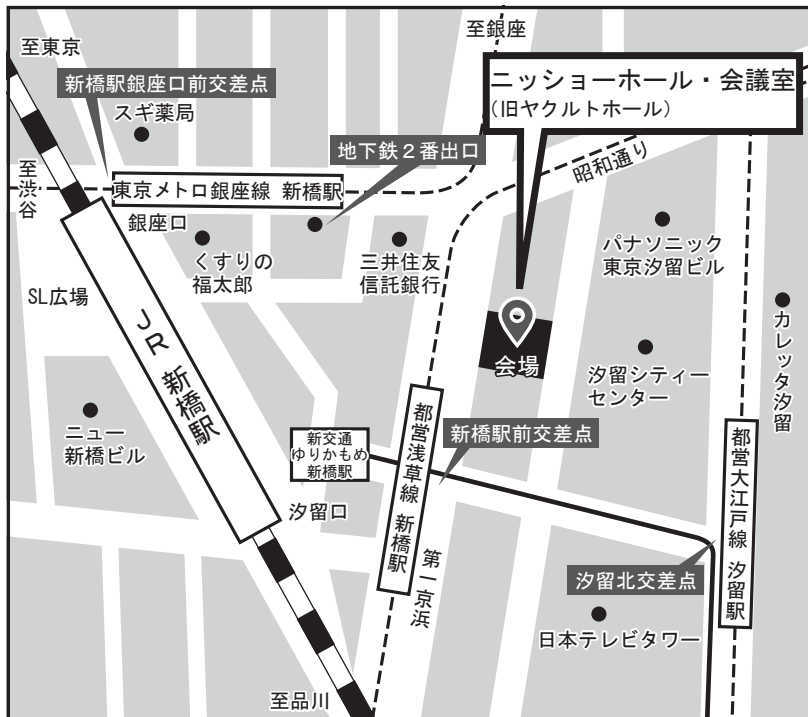 至東京
至銀座
新橋駅銀座口前交差点
スギ薬局
ニッショーホール・会議室
(旧ヤクルトホール)
地下鉄2番出口
昭和通り
至渋谷
東京メトロ銀座線 新橋駅
銀座口
くすりの
福太郎
三井住友
信託銀行
パナソニック
東京汐留ビル
SL広場
JR 新橋駅
会場
汐留シティー
センター
カレッタ汐留
ニュー
新橋ビル
新交通
ゆりかもめ
新橋駅
都営浅草線 新橋駅
新橋駅前交差点
都営大江戸線 汐留駅
汐留口
第一京浜
汐留北交差点
日本テレビタワー
至品川